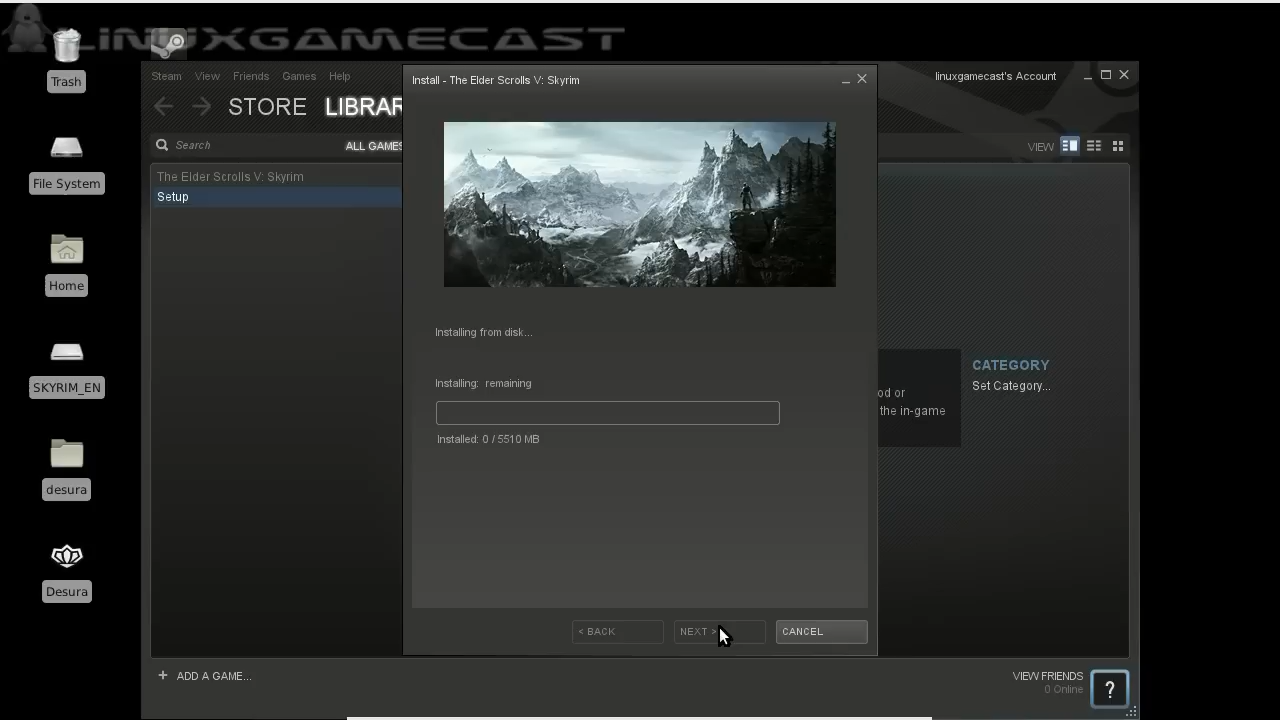 LINUXGAMECAST
Trash
File System
Home
SKYRIM_EN
desura
Desura
Steam View Friends Games Help
linuxgamecast's Account
STORE LIBRAR
Search
ALL GAMES
VIEW
The Elder Scrolls V: Skyrim
Setup
Install - The Elder Scrolls V: Skyrim
Installing from disk...
Installing: remaining
Installed: 0 / 5510 MB
< BACK
NEXT >
CANCEL
od or
the in-game
CATEGORY
Set Category...
+ ADD A GAME...
VIEW FRIENDS
0 Online
?